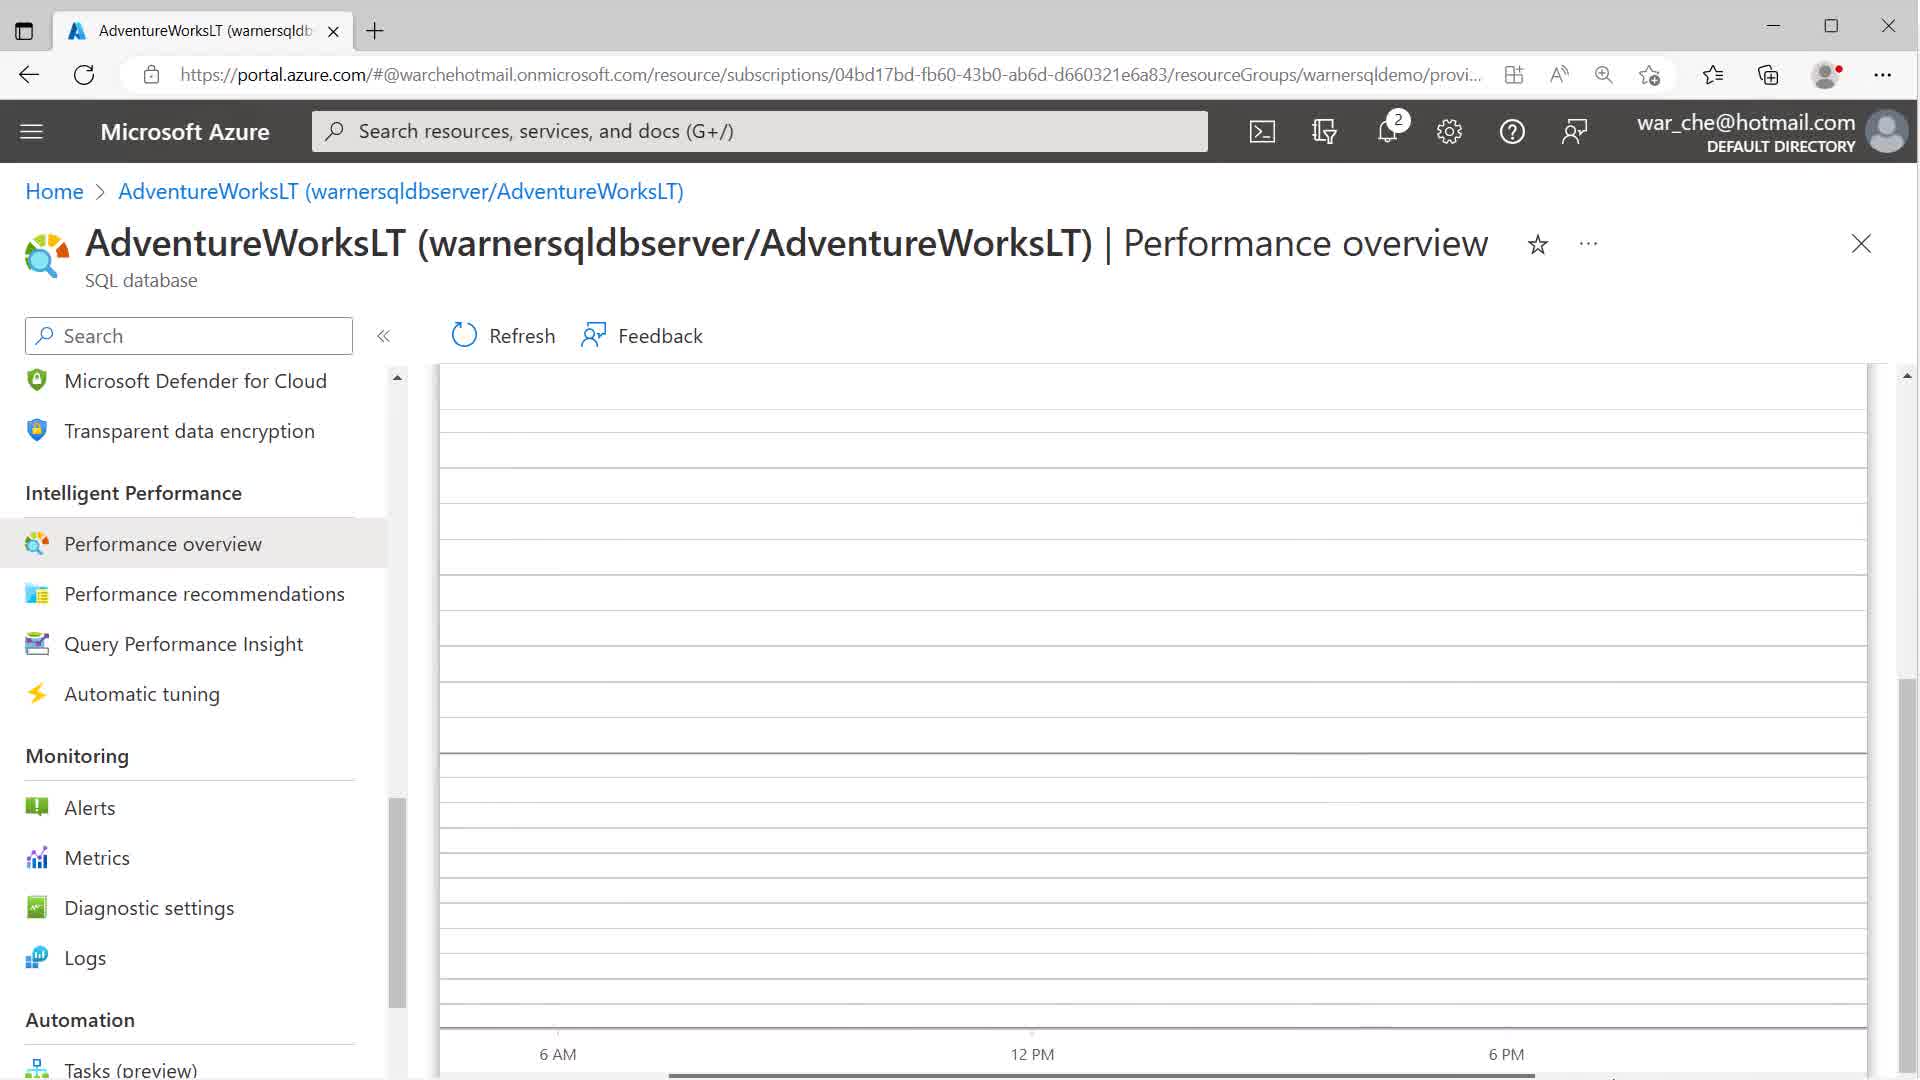 AdventureWorksLT (warnersqldb
https://portal.azure.com/#@warchehotmail.onmicrosoft.com/resource/subscriptions/04bd17bd-fb60-43b0-ab6d-d660321e6a83/resourceGroups/warnersqldemo/provi...
Microsoft Azure
Search resources, services, and docs (G+/)
2
war_che@hotmail.com
DEFAULT DIRECTORY
Home > AdventureWorksLT (warnersqldbserver/AdventureWorksLT)
AdventureWorksLT (warnersqldbserver/AdventureWorksLT) | Performance overview
SQL database
Search
Refresh
Feedback
Microsoft Defender for Cloud
Transparent data encryption
Intelligent Performance
Performance overview
Performance recommendations
Query Performance Insight
Automatic tuning
Monitoring
Alerts
Metrics
Diagnostic settings
Logs
Automation
Tasks (preview)
6 AM
12 PM
6 PM